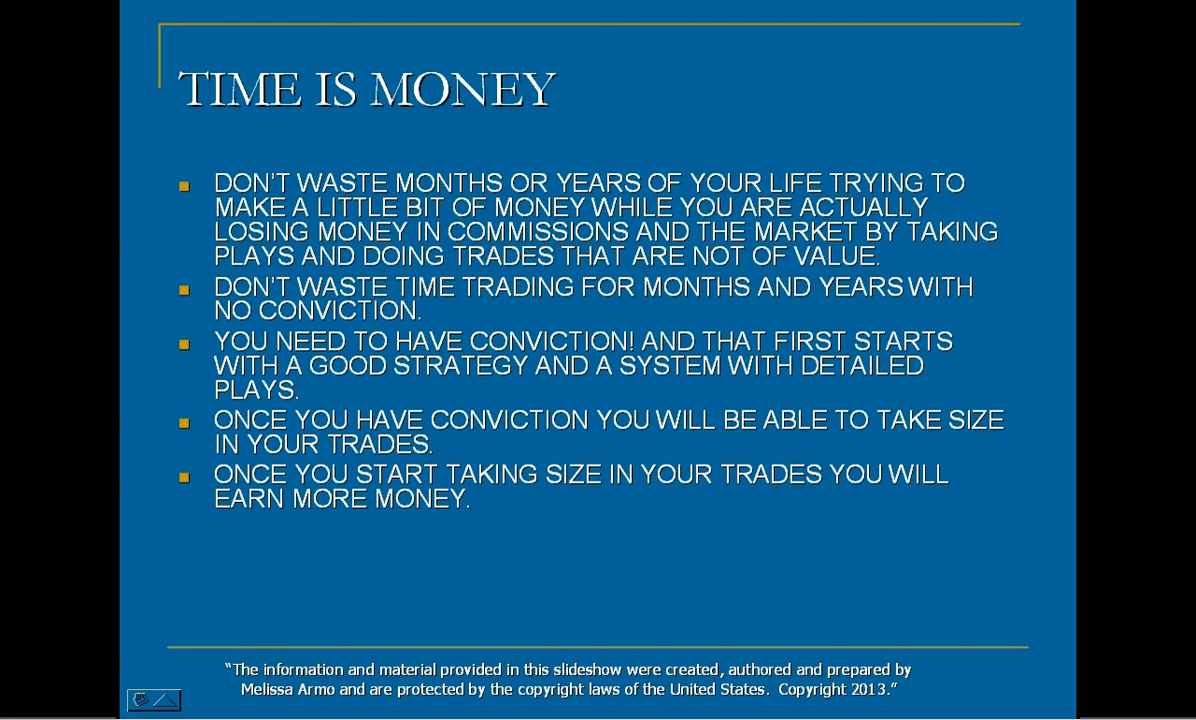 TIME IS MONEY
DON'T WASTE MONTHS OR YEARS OF YOUR LIFE TRYING TO
MAKE A LITTLE BIT OF MONEY WHILE YOU ARE ACTUALLY
LOSING MONEY IN COMMISSIONS AND THE MARKET BY TAKING
PLAYS AND DOING TRADES THAT ARE NOT OF VALUE.
DON'T WASTE TIME TRADING FOR MONTHS AND YEARS WITH
NO CONVICTION.
YOU NEED TO HAVE CONVICTION! AND THAT FIRST STARTS
WITH A GOOD STRATEGY AND A SYSTEM WITH DETAILED
PLAYS.
ONCE YOU HAVE CONVICTION YOU WILL BE ABLE TO TAKE SIZE
IN YOUR TRADES.
ONCE YOU START TAKING SIZE IN YOUR TRADES YOU WILL
EARN MORE MONEY.
"The information and material provided in this slideshow were created, authored and prepared by
Melissa Armo and are protected by the copyright laws of the United States. Copyright 2013."